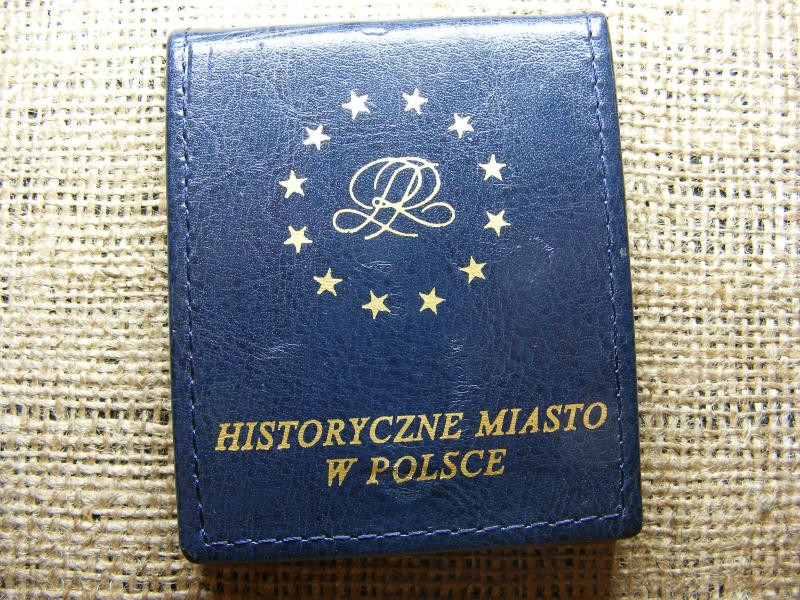 HISTORYCZNE MIASTO
W POLSCE